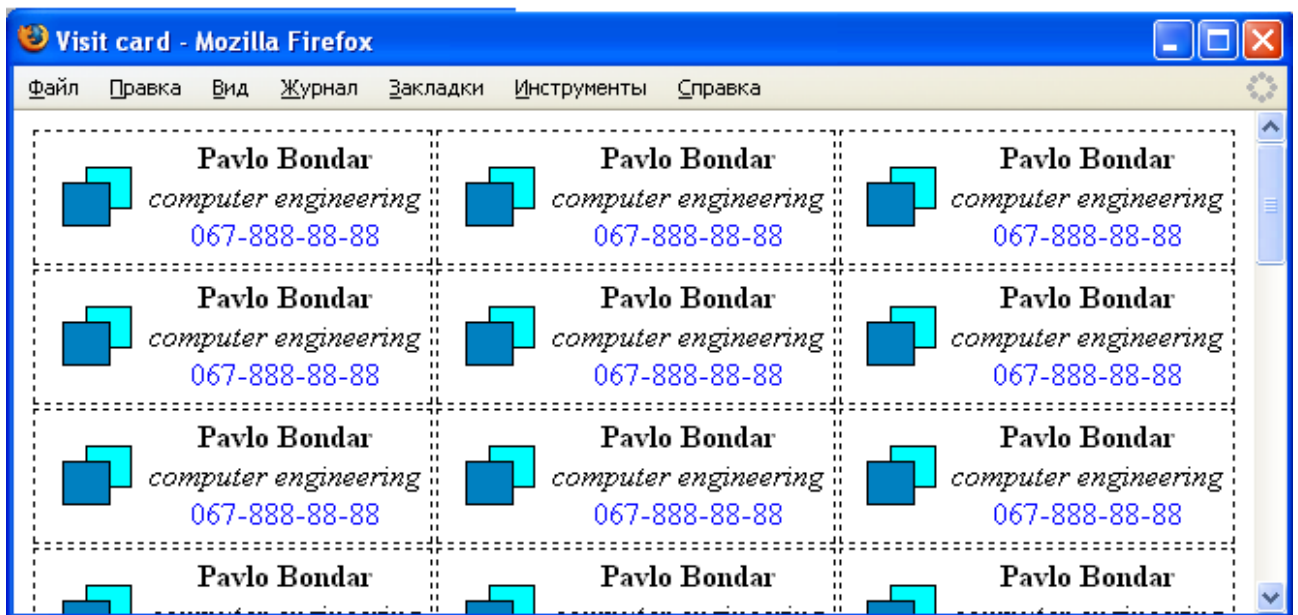 Visit card - Mozilla Firefox
Файл Правка Вид Журнал Закладки Инструменты Справка
Pavlo Bondar Pavlo Bondar Pavlo Bondar
computer engineering computer engineering computer engineering
067-888-88-88 067-888-88-88 067-888-88-88
Pavlo Bondar Pavlo Bondar Pavlo Bondar
computer engineering computer engineering computer engineering
067-888-88-88 067-888-88-88 067-888-88-88
Pavlo Bondar Pavlo Bondar Pavlo Bondar
computer engineering computer engineering computer engineering
067-888-88-88 067-888-88-88 067-888-88-88
Pavlo Bondar Pavlo Bondar Pavlo Bondar